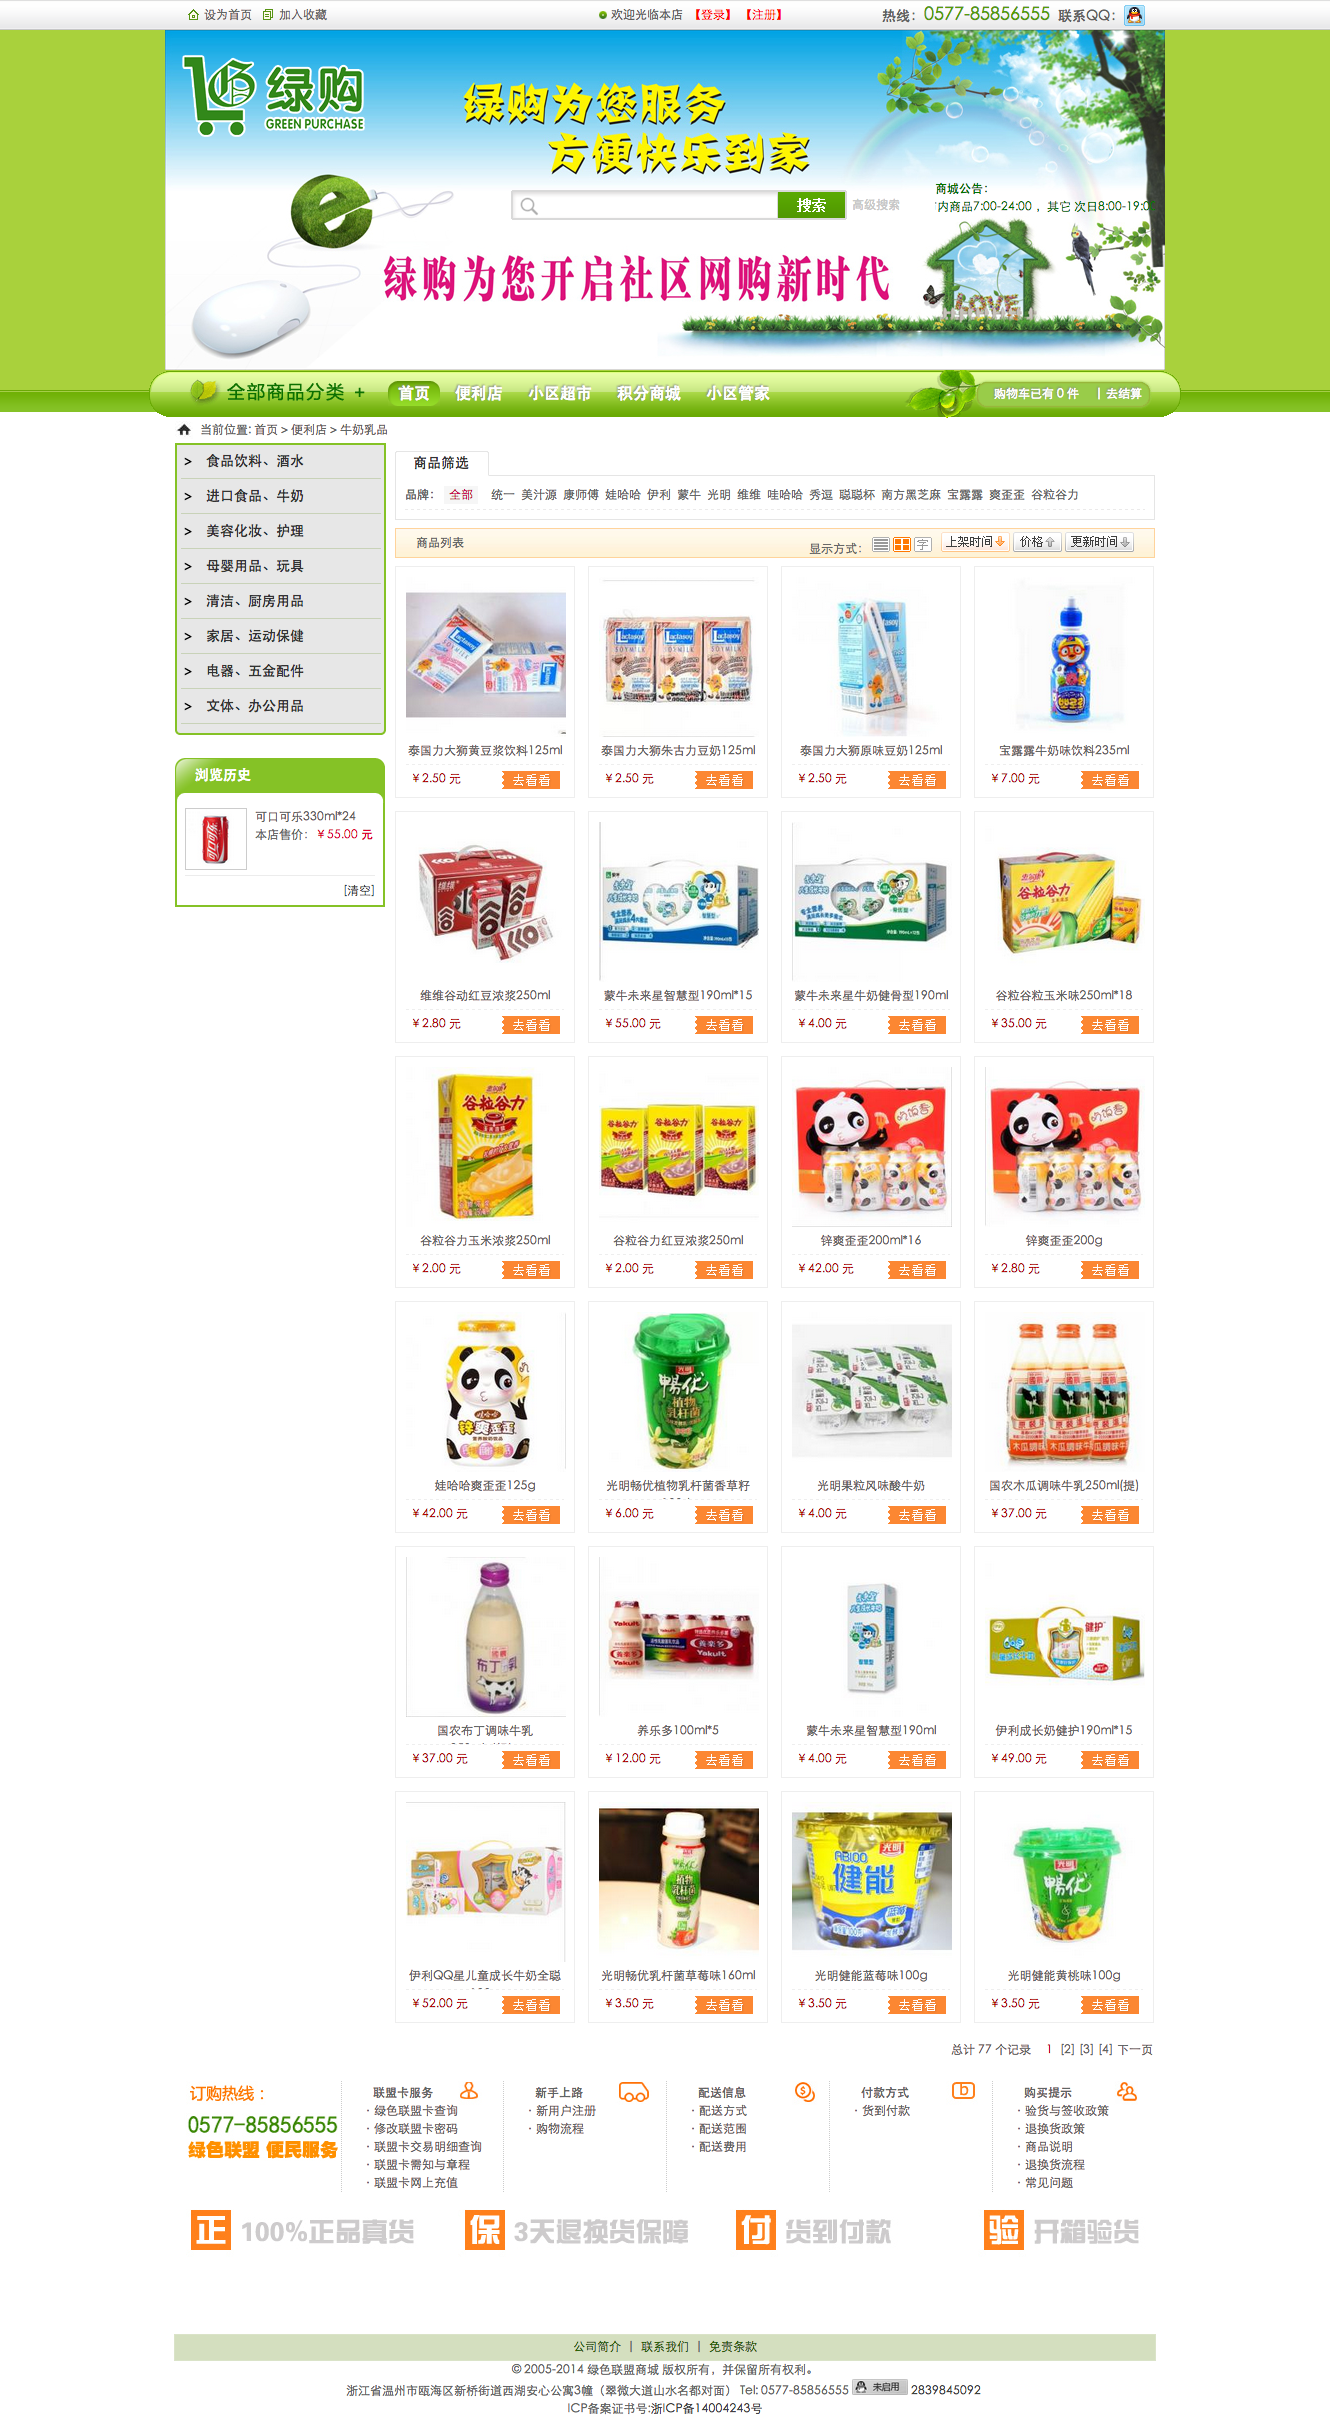 设为首页 加入收藏 欢迎光临本店 【登录】 【注册】 热线：0577-85856555 联系QQ：
绿购
GREEN PURCHASE
绿购为您服务
方便快乐到家
商城公告：
搜索 高级搜索
内商品7:00-24:00 ，其它 次日8:00-19:0
绿购为您开启社区网购新时代
LOVE
全部商品分类 + 首页 便利店 小区超市 积分商城 小区管家 购物车已有 0 件 | 去结算
当前位置: 首页 > 便利店 > 牛奶乳品
> 食品饮料、酒水
> 进口食品、牛奶
> 美容化妆、护理
> 母婴用品、玩具
> 清洁、厨房用品
> 家居、运动保健
> 电器、五金配件
> 文体、办公用品
浏览历史
可口可乐330ml*24
本店售价：￥55.00 元
[清空]
商品筛选
品牌： 全部 统一 美汁源 康师傅 娃哈哈 伊利 蒙牛 光明 维维 哇哈哈 秀逗 聪聪杯 南方黑芝麻 宝露露 爽歪歪 谷粒谷力
商品列表 显示方式： 字 上架时间 价格 更新时间
泰国力大狮黄豆浆饮料125ml 泰国力大狮朱古力豆奶125ml 泰国力大狮原味豆奶125ml 宝露露牛奶味饮料235ml
￥2.50 元 去看看 ￥2.50 元 去看看 ￥2.50 元 去看看 ￥7.00 元 去看看
维维谷动红豆浓浆250ml 蒙牛未来星智慧型190ml*15 蒙牛未来星牛奶健骨型190ml 谷粒谷粒玉米味250ml*18
￥2.80 元 去看看 ￥55.00 元 去看看 ￥4.00 元 去看看 ￥35.00 元 去看看
谷粒谷力玉米浓浆250ml 谷粒谷力红豆浓浆250ml 锌爽歪歪200ml*16 锌爽歪歪200g
￥2.00 元 去看看 ￥2.00 元 去看看 ￥42.00 元 去看看 ￥2.80 元 去看看
娃哈哈爽歪歪125g 光明畅优植物乳杆菌香草籽 光明果粒风味酸牛奶 国农木瓜调味牛乳250ml(提)
￥42.00 元 去看看 ￥6.00 元 去看看 ￥4.00 元 去看看 ￥37.00 元 去看看
国农布丁调味牛乳 养乐多100ml*5 蒙牛未来星智慧型190ml 伊利成长奶健护190ml*15
￥37.00 元 去看看 ￥12.00 元 去看看 ￥4.00 元 去看看 ￥49.00 元 去看看
伊利QQ星儿童成长牛奶全聪 光明畅优乳杆菌草莓味160ml 光明健能蓝莓味100g 光明健能黄桃味100g
￥52.00 元 去看看 ￥3.50 元 去看看 ￥3.50 元 去看看 ￥3.50 元 去看看
总计 77 个记录 1 [2] [3] [4] 下一页
订购热线：
0577-85856555
绿色联盟 便民服务
联盟卡服务
· 绿色联盟卡查询
· 修改联盟卡密码
· 联盟卡交易明细查询
· 联盟卡需知与章程
· 联盟卡网上充值
新手上路
· 新用户注册
· 购物流程
配送信息
· 配送方式
· 配送范围
· 配送费用
付款方式
· 货到付款
购买提示
· 验货与签收政策
· 退换货政策
· 商品说明
· 退换货流程
· 常见问题
正 100%正品真货 保 3天退换货保障 付 货到付款 验 开箱验货
公司简介 | 联系我们 | 免责条款
© 2005-2014 绿色联盟商城 版权所有，并保留所有权利。
浙江省温州市瓯海区新桥街道西湖安心公寓3幢（翠微大道山水名都对面） Tel: 0577-85856555 未启用 2839845092
ICP备案证书号:浙ICP备14004243号